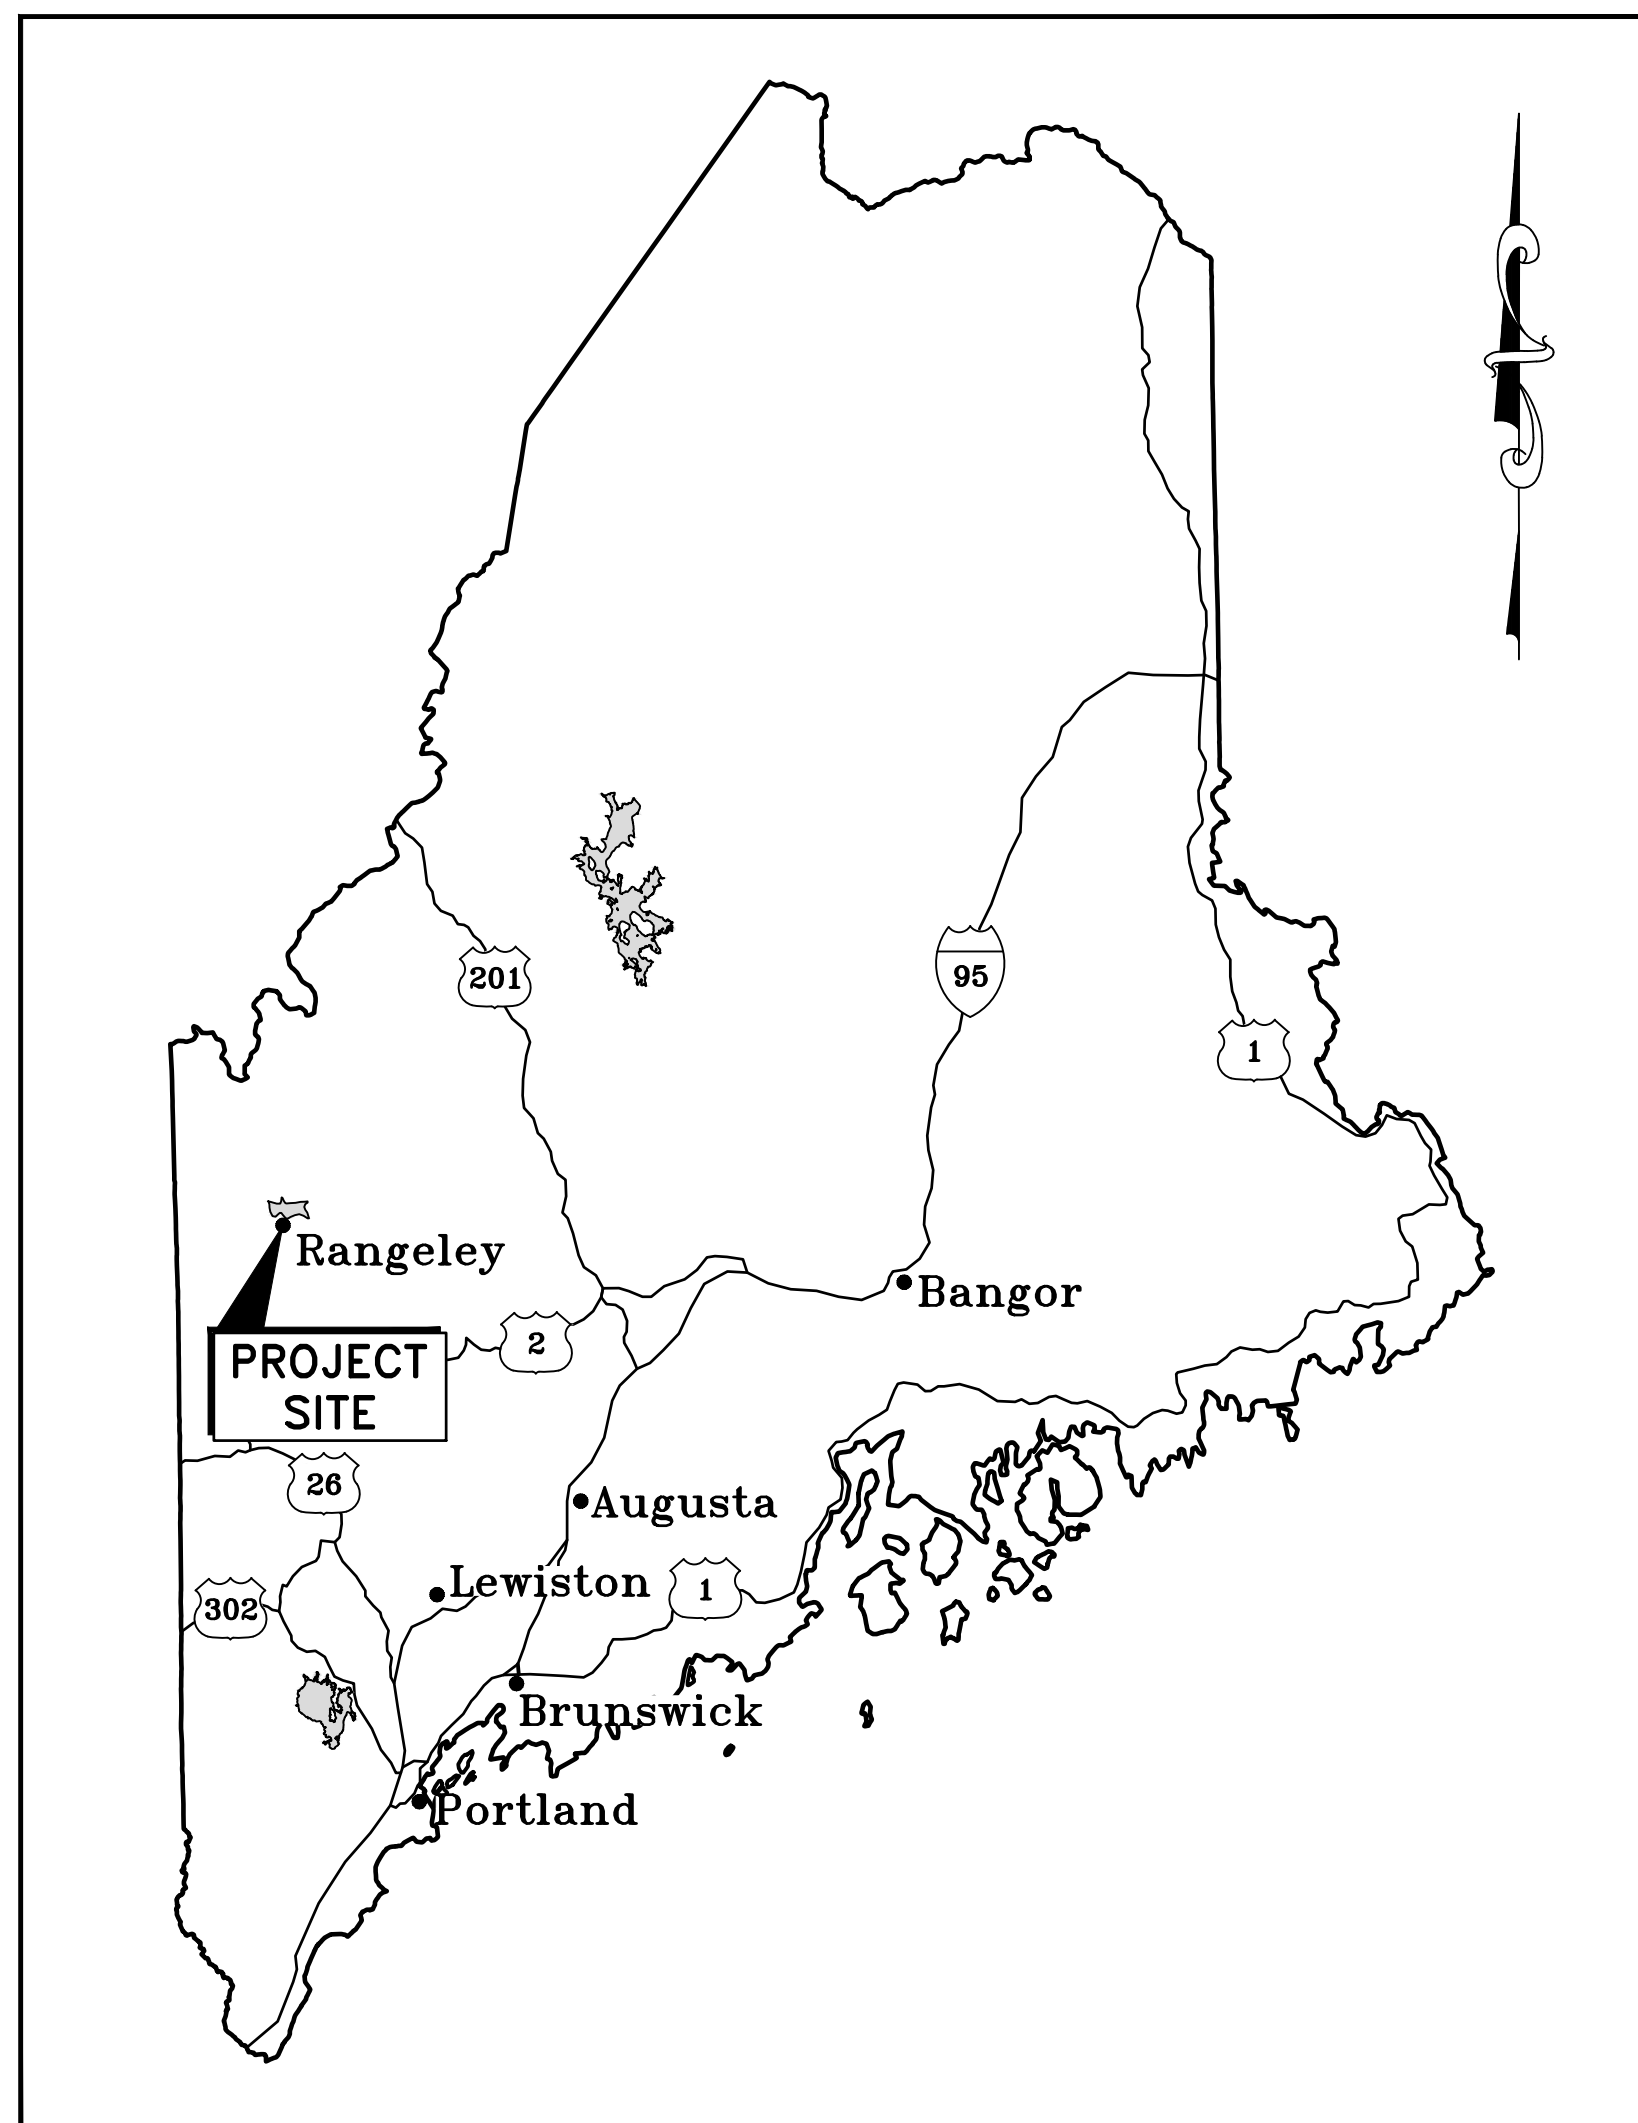 201
95
1
Rangeley
Bangor
2
PROJECT
SITE
26
Augusta
Lewiston
1
302
Brunswick
Portland